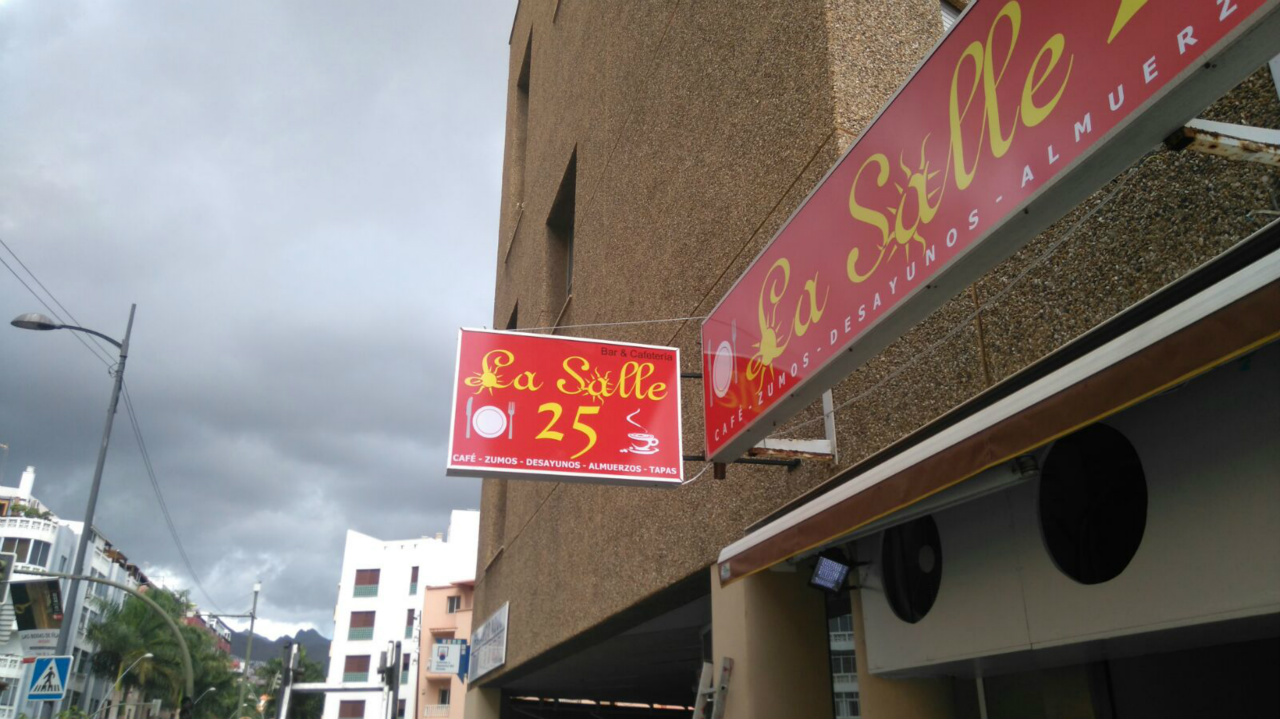 Bar & Cafetería
La Salle
25
CAFÉ - ZUMOS - DESAYUNOS - ALMUERZOS - TAPAS
La Salle
CAFÉ - ZUMOS - DESAYUNOS - ALMUERZ